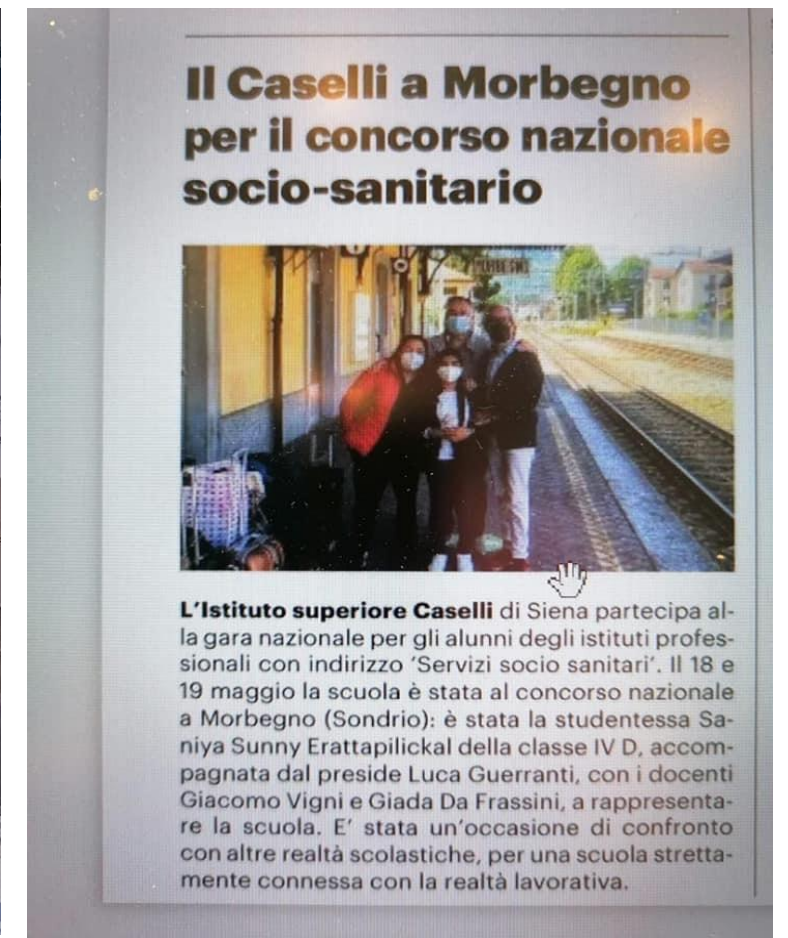 Il Caselli a Morbegno
per il concorso nazionale
socio-sanitario
L'Istituto superiore Caselli di Siena partecipa al-
la gara nazionale per gli alunni degli istituti profes-
sionali con indirizzo 'Servizi socio sanitari'. Il 18 e
19 maggio la scuola è stata al concorso nazionale
a Morbegno (Sondrio): è stata la studentessa Sa-
niya Sunny Erattapilickal della classe IV D, accom-
pagnata dal preside Luca Guerranti, con i docenti
Giacomo Vigni e Giada Da Frassini, a rappresenta-
re la scuola. E' stata un'occasione di confronto
con altre realtà scolastiche, per una scuola stretta-
mente connessa con la realtà lavorativa.